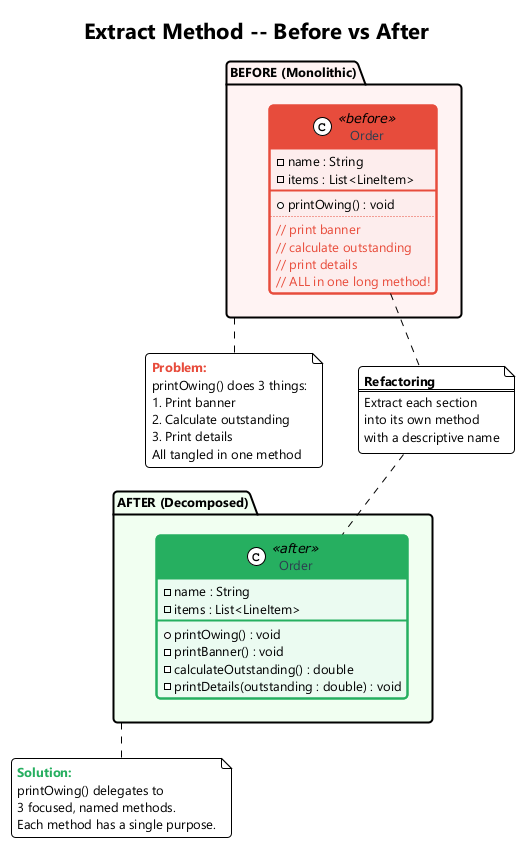 Extract Method -- Before vs After
BEFORE (Monolithic)
C
«before»
Order
name : String
items : List<LineItem>
printOwing() : void
// print banner
// calculate outstanding
// print details
// ALL in one long method!
Problem:
printOwing() does 3 things:
1. Print banner
2. Calculate outstanding
3. Print details
All tangled in one method
Refactoring
Extract each section
into its own method
with a descriptive name
AFTER (Decomposed)
C
«after»
Order
name : String
items : List<LineItem>
printOwing() : void
printBanner() : void
calculateOutstanding() : double
printDetails(outstanding : double) : void
Solution:
printOwing() delegates to
3 focused, named methods.
Each method has a single purpose.